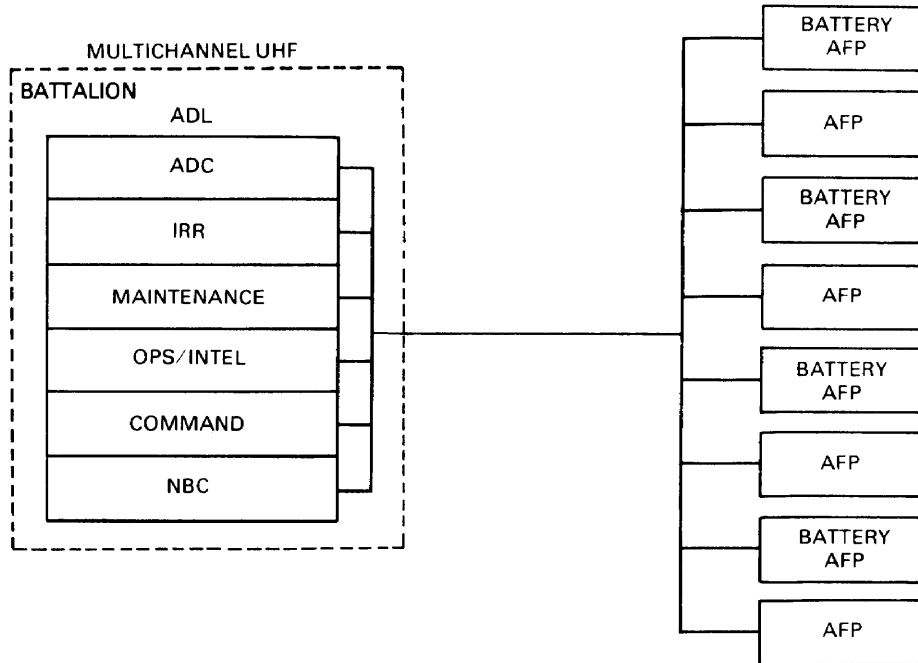 MULTICHANNEL UHF
BATTALION
ADL
ADC
IRR
MAINTENANCE
OPS/INTEL
COMMAND
NBC
BATTERY
AFP
AFP
BATTERY
AFP
AFP
BATTERY
AFP
AFP
BATTERY
AFP
AFP